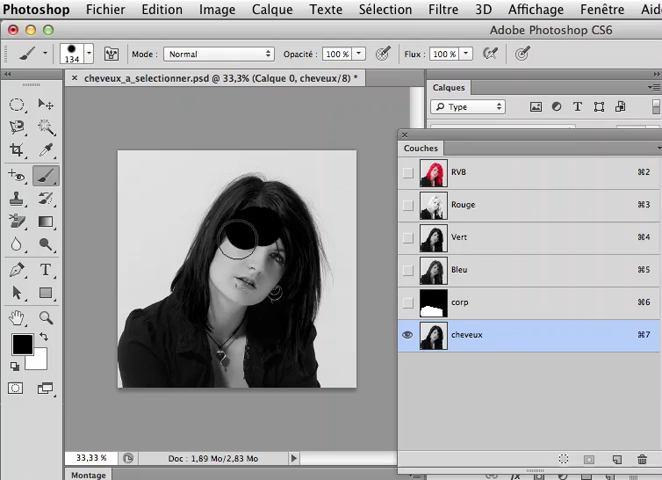 Photoshop Fichier Edition Image Calque Texte Sélection Filtre 3D Affichage Fenêtre Aid
Adobe Photoshop CS6
134 Mode : Normal Opacité : 100 % Flux : 100 %
cheveux_a_selectionner.psd @ 33,3% (Calque 0, cheveux/8) *
Calques
Type
Couches
RVB ⌘2
Rouge ⌘3
Vert ⌘4
Bleu ⌘5
corp ⌘6
cheveux ⌘7
33,33 % Doc : 1,89 Mo/2,83 Mo
Montage